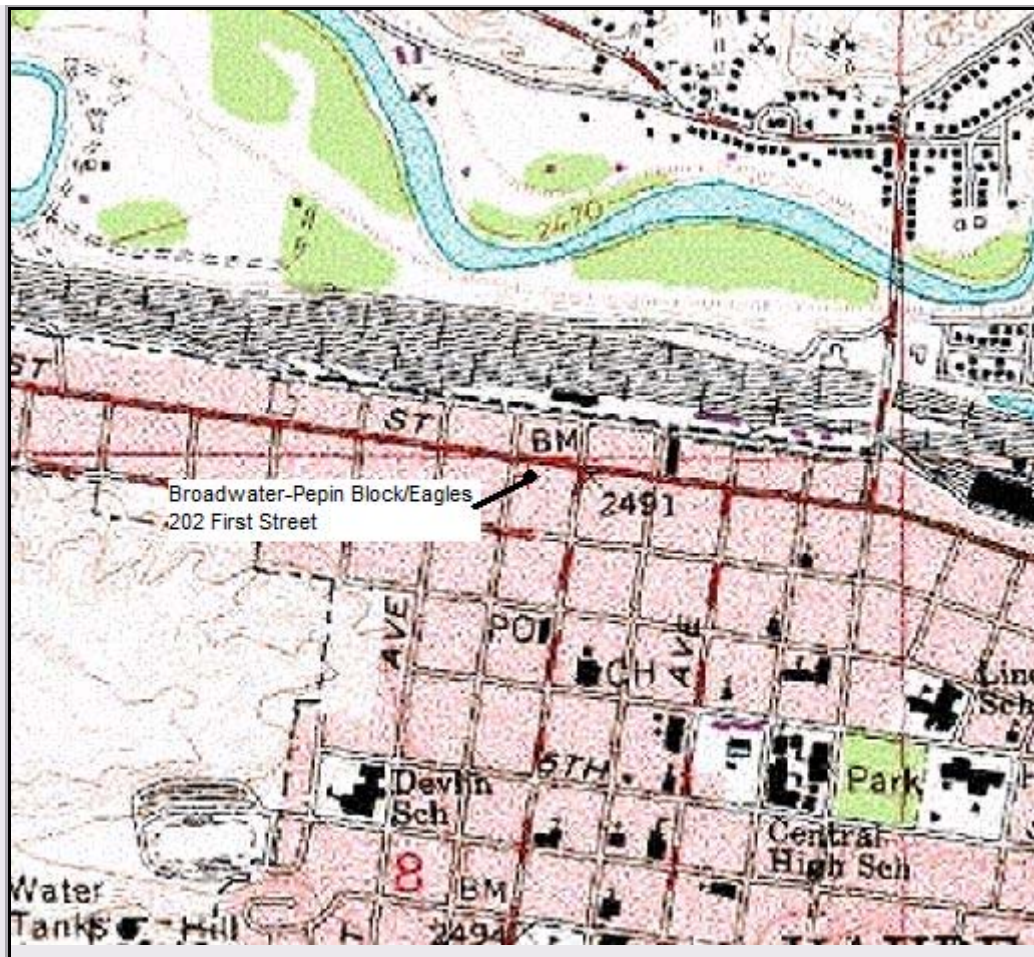 2470
ST
ST
BM
Broadwater-Pepin Block/Eagles
202 First Street
2491
AVE
PO
CH
AVE
Sch
5TH
Devlin
Sch
Park
Central
High Sch
8
BM
Water
Tanks
Hill
2494